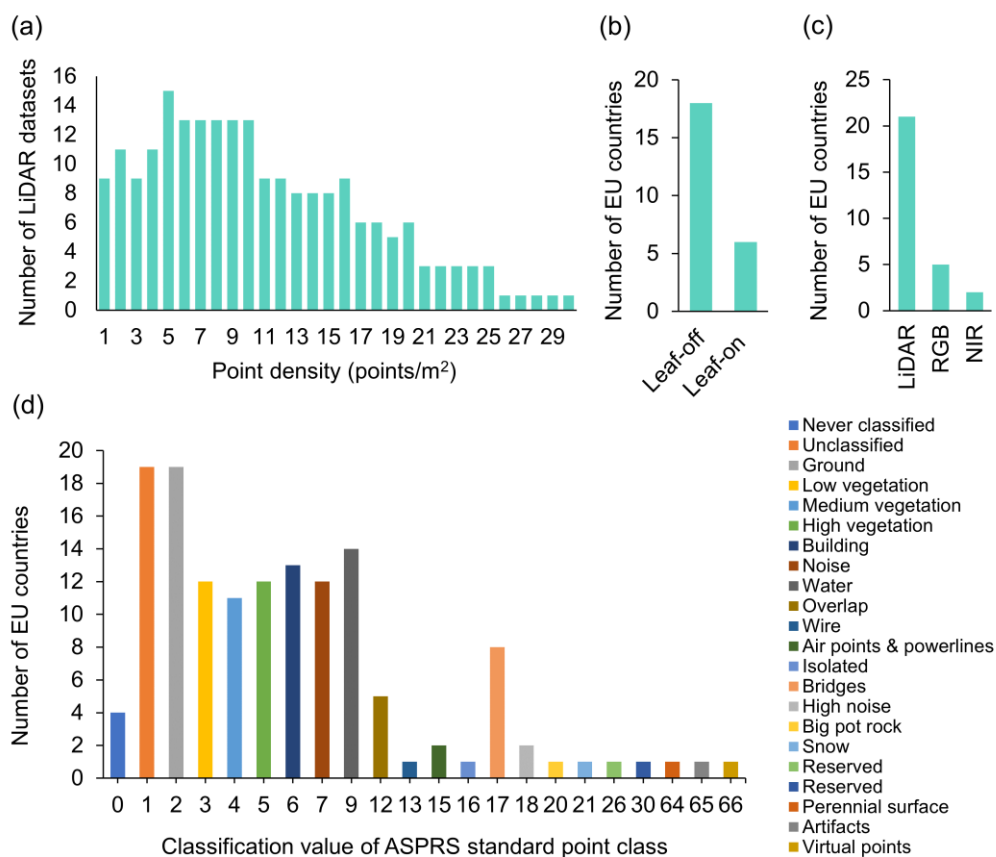 (a)
Number of LiDAR datasets
16
14
12
10
8
6
4
2
0
1 3 5 7 9 11 13 15 17 19 21 23 25 27 29
Point density (points/m²)
(b)
Number of EU countries
20
15
10
5
0
Leaf-off
Leaf-on
(c)
Number of EU countries
25
20
15
10
5
0
LiDAR
RGB
NIR
(d)
Number of EU countries
20
18
16
14
12
10
8
6
4
2
0
0 1 2 3 4 5 6 7 9 12 13 15 16 17 18 20 21 26 30 64 65 66
Classification value of ASPRS standard point class
Never classified
Unclassified
Ground
Low vegetation
Medium vegetation
High vegetation
Building
Noise
Water
Overlap
Wire
Air points & powerlines
Isolated
Bridges
High noise
Big pot rock
Snow
Reserved
Reserved
Perennial surface
Artifacts
Virtual points